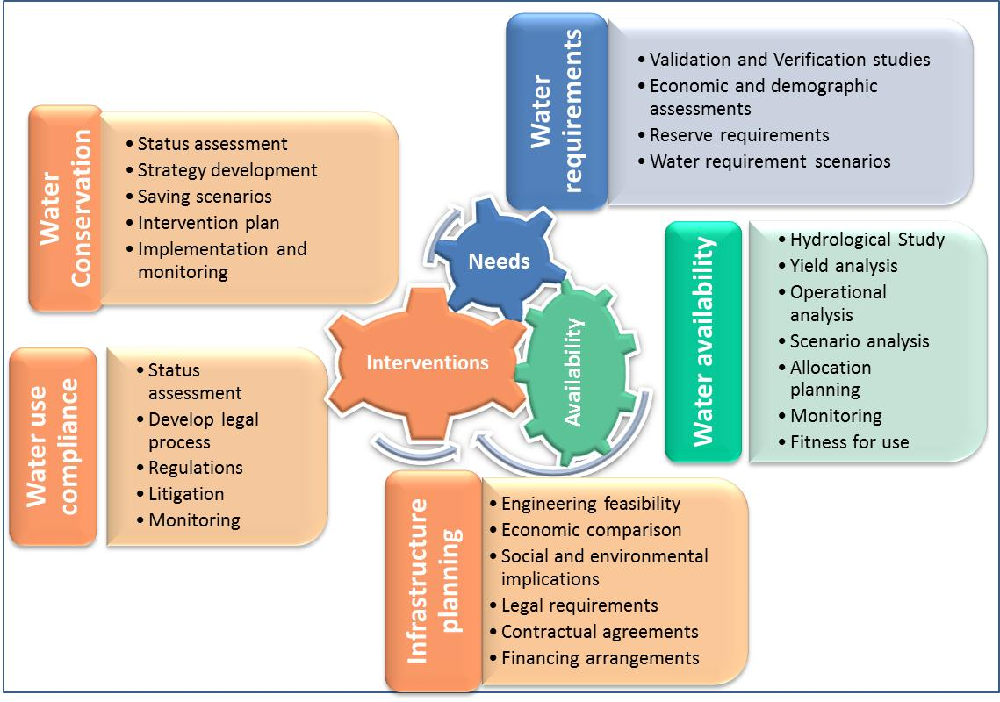 Water
requirements
• Validation and Verification studies
• Economic and demographic
assessments
• Reserve requirements
• Water requirement scenarios
Water
Conservation
• Status assessment
• Strategy development
• Saving scenarios
• Intervention plan
• Implementation and
monitoring
Needs
Interventions
Availability
Water availability
• Hydrological Study
• Yield analysis
• Operational
analysis
• Scenario analysis
• Allocation
planning
• Monitoring
• Fitness for use
Water use
compliance
• Status
assessment
• Develop legal
process
• Regulations
• Litigation
• Monitoring
Infrastructure
planning
• Engineering feasibility
• Economic comparison
• Social and environmental
implications
• Legal requirements
• Contractual agreements
• Financing arrangements